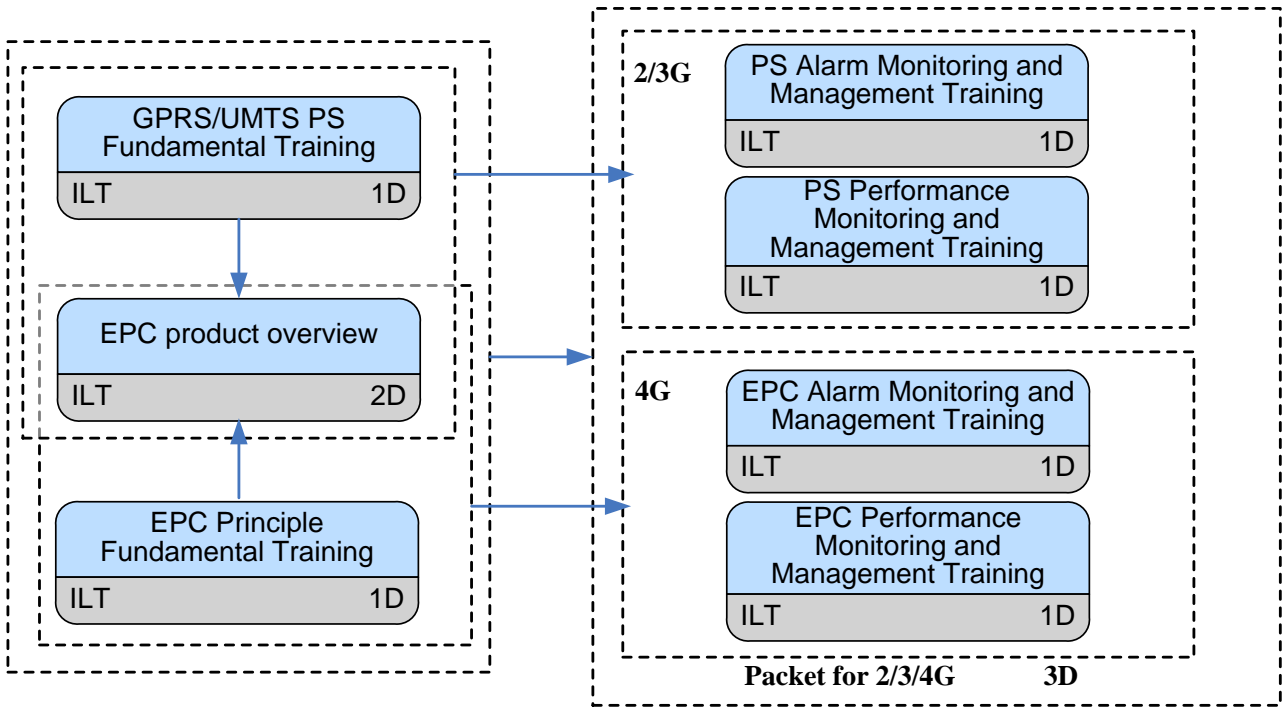 GPRS/UMTS PS
Fundamental Training
ILT 1D
EPC product overview
ILT 2D
EPC Principle
Fundamental Training
ILT 1D
2/3G
PS Alarm Monitoring and
Management Training
ILT 1D
PS Performance
Monitoring and
Management Training
ILT 1D
4G
EPC Alarm Monitoring and
Management Training
ILT 1D
EPC Performance
Monitoring and
Management Training
ILT 1D
Packet for 2/3/4G 3D